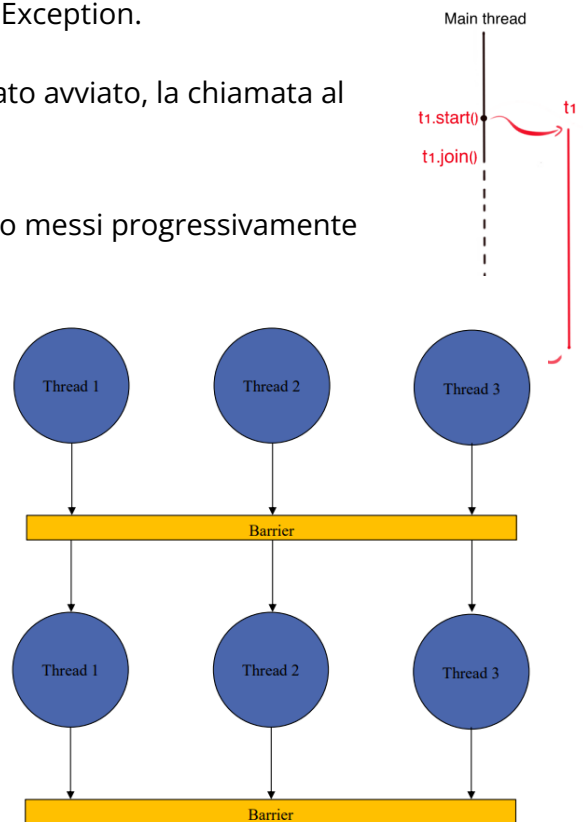 Exception.
Main thread
ato avviato, la chiamata al
t1.start()
t1
t1.join()
o messi progressivamente
Thread 1
Thread 2
Thread 3
Barrier
Thread 1
Thread 2
Thread 3
Barrier